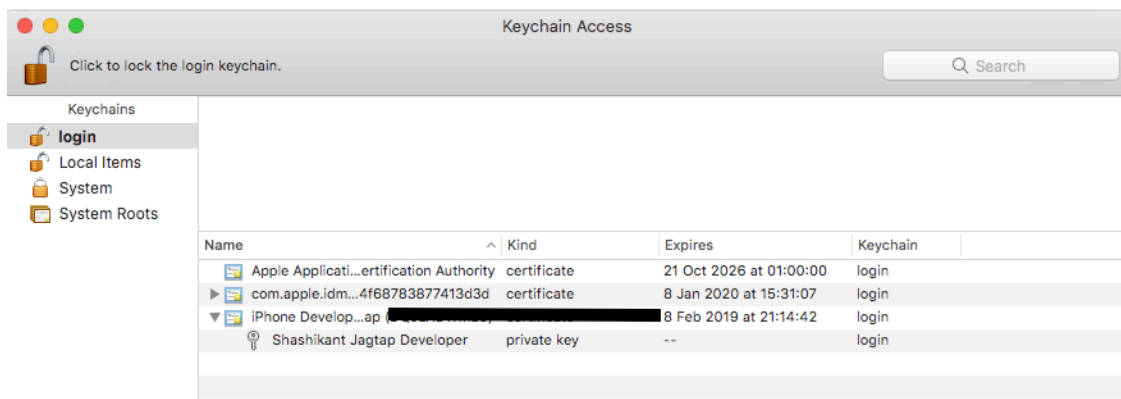 Keychain Access
Click to lock the login keychain.
Search
Keychains
login
Local Items
System
System Roots
Name Kind Expires Keychain
Apple Applicati...ertification Authority certificate 21 Oct 2026 at 01:00:00 login
com.apple.idm...4f68783877413d3d certificate 8 Jan 2020 at 15:31:07 login
iPhone Develop...ap ( 8 Feb 2019 at 21:14:42 login
Shashikant Jagtap Developer private key -- login